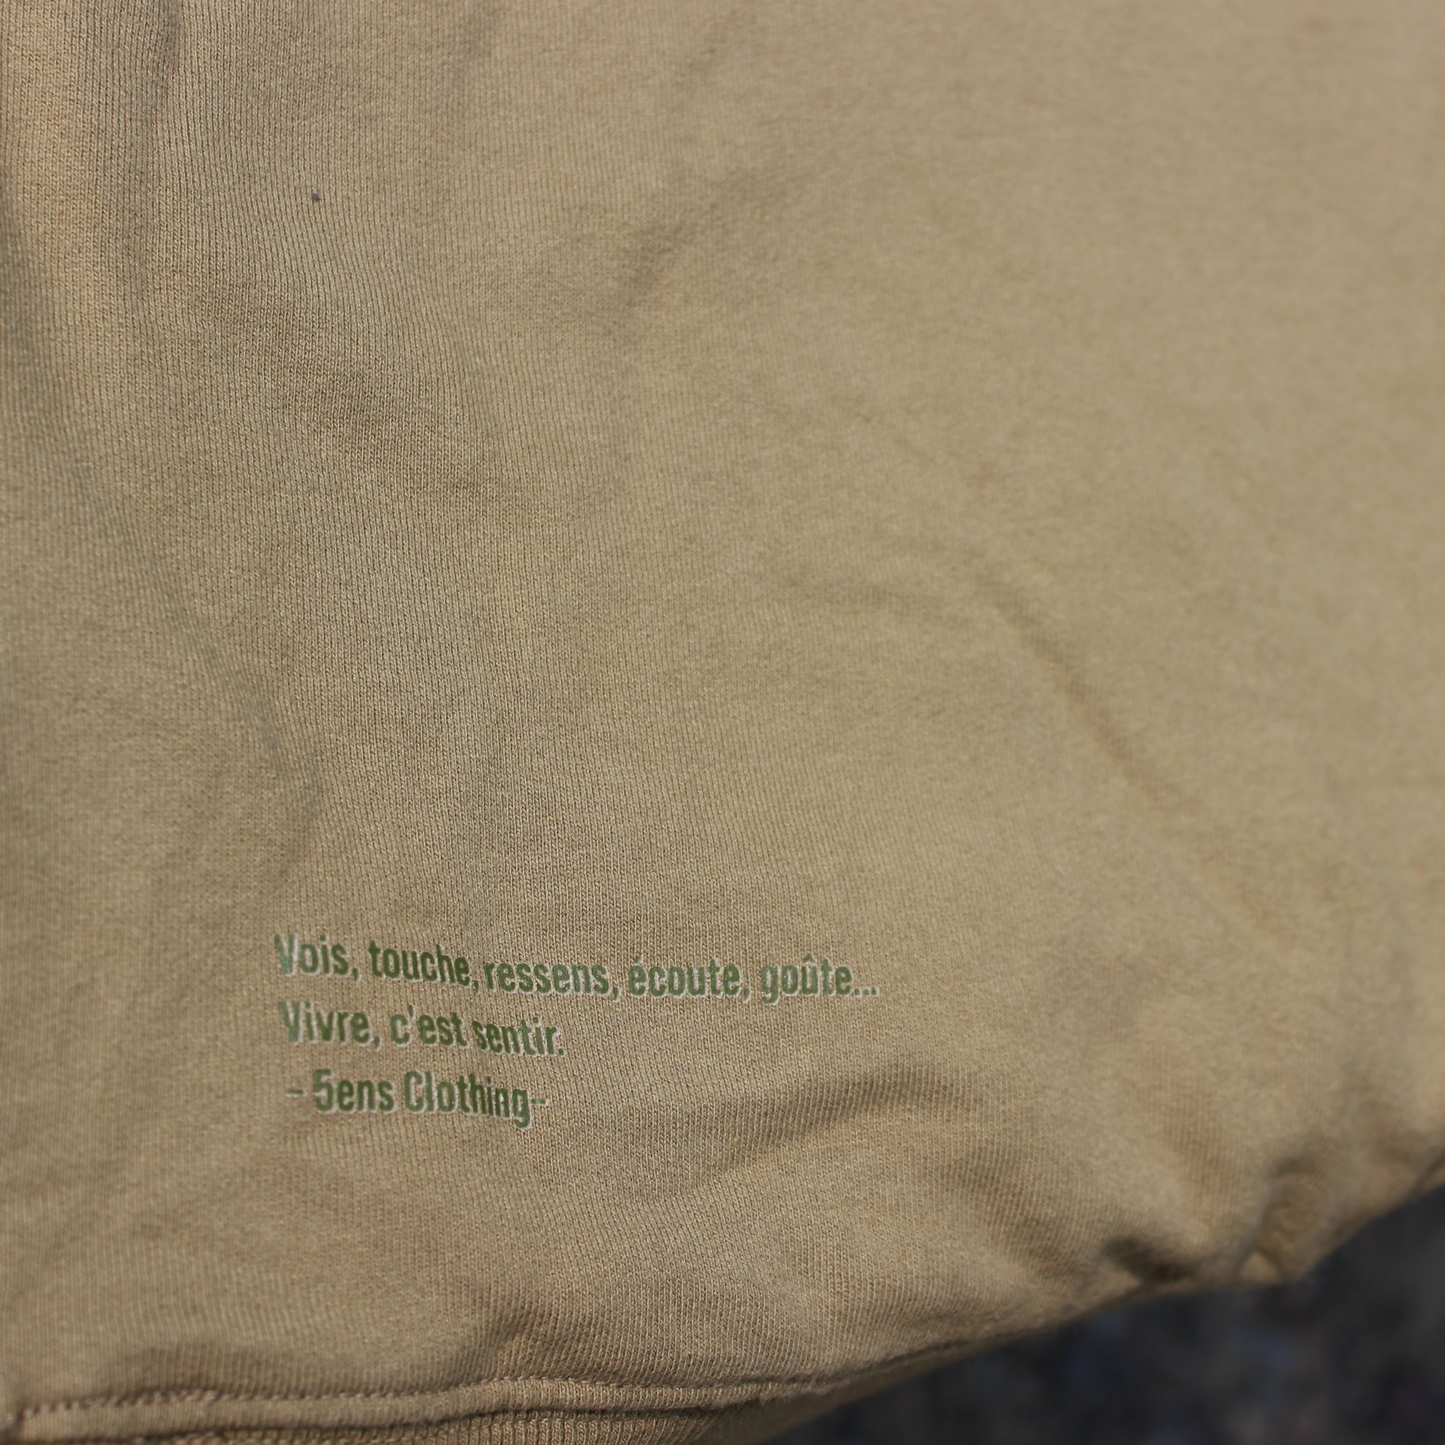 Vois, touche, ressens, écoute, goûte...
Vivre, c'est sentir.
- 5ens Clothing-